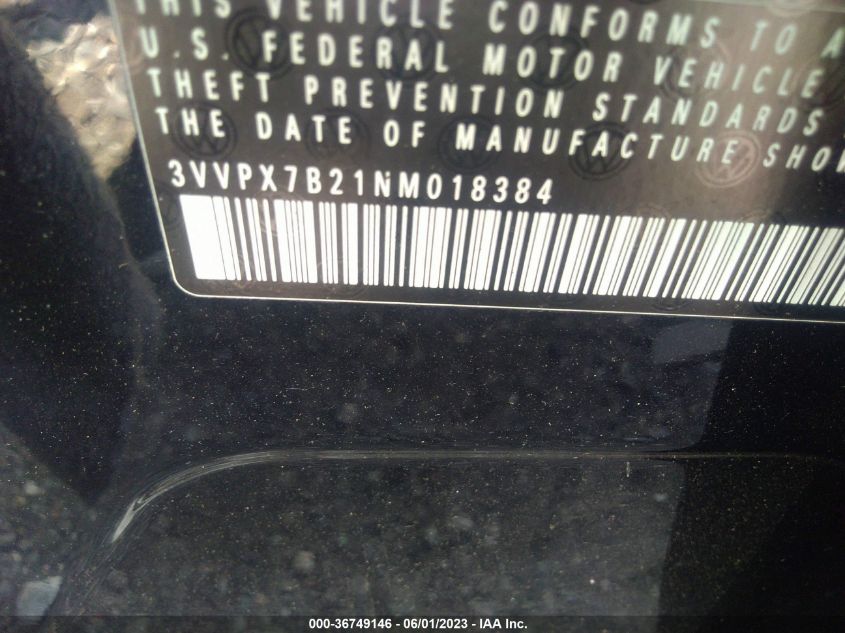 THIS VEHICLE CONFORMS TO A
U.S. FEDERAL MOTOR VEHICLE
THEFT PREVENTION STANDARDS
THE DATE OF MANUFACTURE SHO
3VVPX7B21NM018384
000-36749146 - 06/01/2023 - IAA Inc.